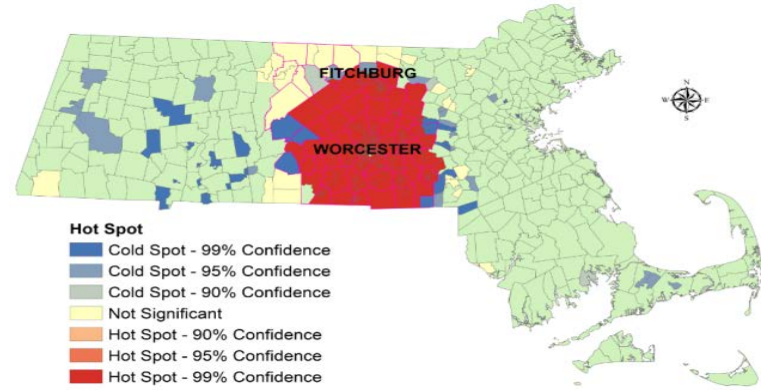 FITCHBURG
WORCESTER
N
W E
S
Hot Spot
Cold Spot - 99% Confidence
Cold Spot - 95% Confidence
Cold Spot - 90% Confidence
Not Significant
Hot Spot - 90% Confidence
Hot Spot - 95% Confidence
Hot Spot - 99% Confidence